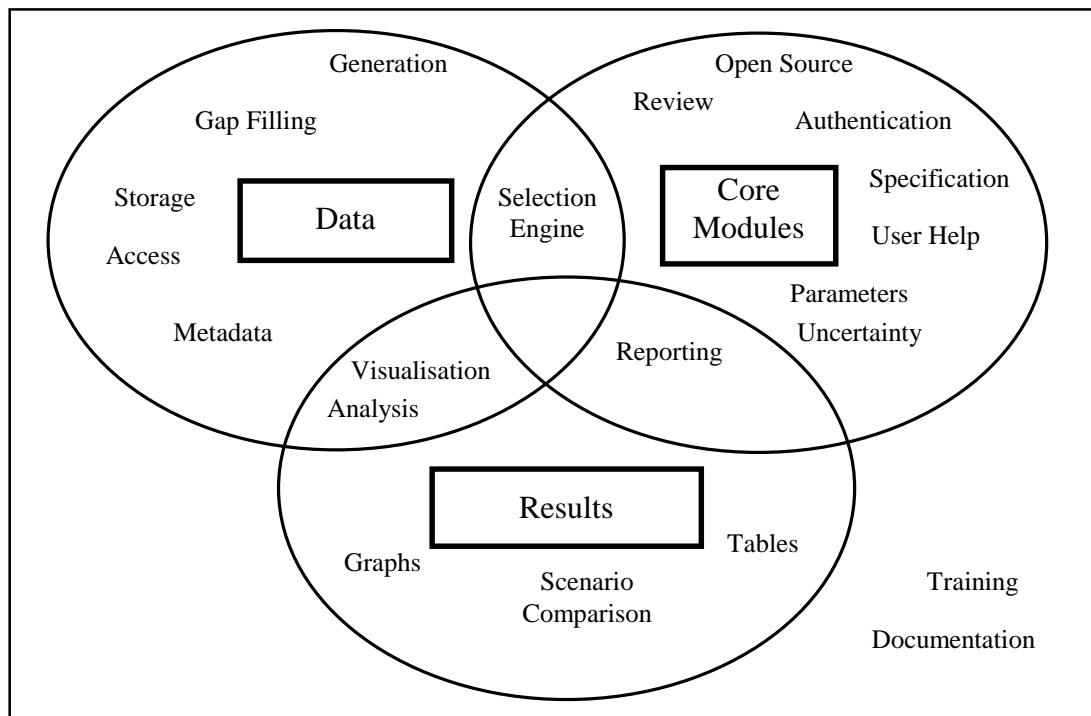 Generation
Open Source
Review
Gap Filling
Authentication
Storage
Data
Selection
Engine
Core
Modules
Specification
Access
User Help
Metadata
Parameters
Uncertainty
Visualisation
Analysis
Reporting
Results
Graphs
Tables
Scenario
Comparison
Training
Documentation